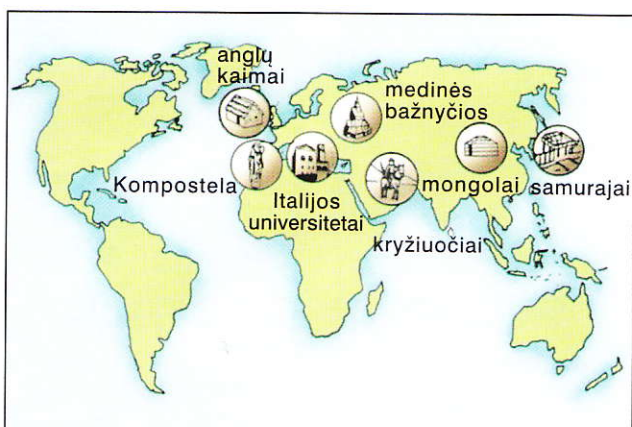 anglų
kaimai
medinės
bažnyčios
Kompostela
Italijos
universitetai
mongolai
samurajai
kryžiuočiai